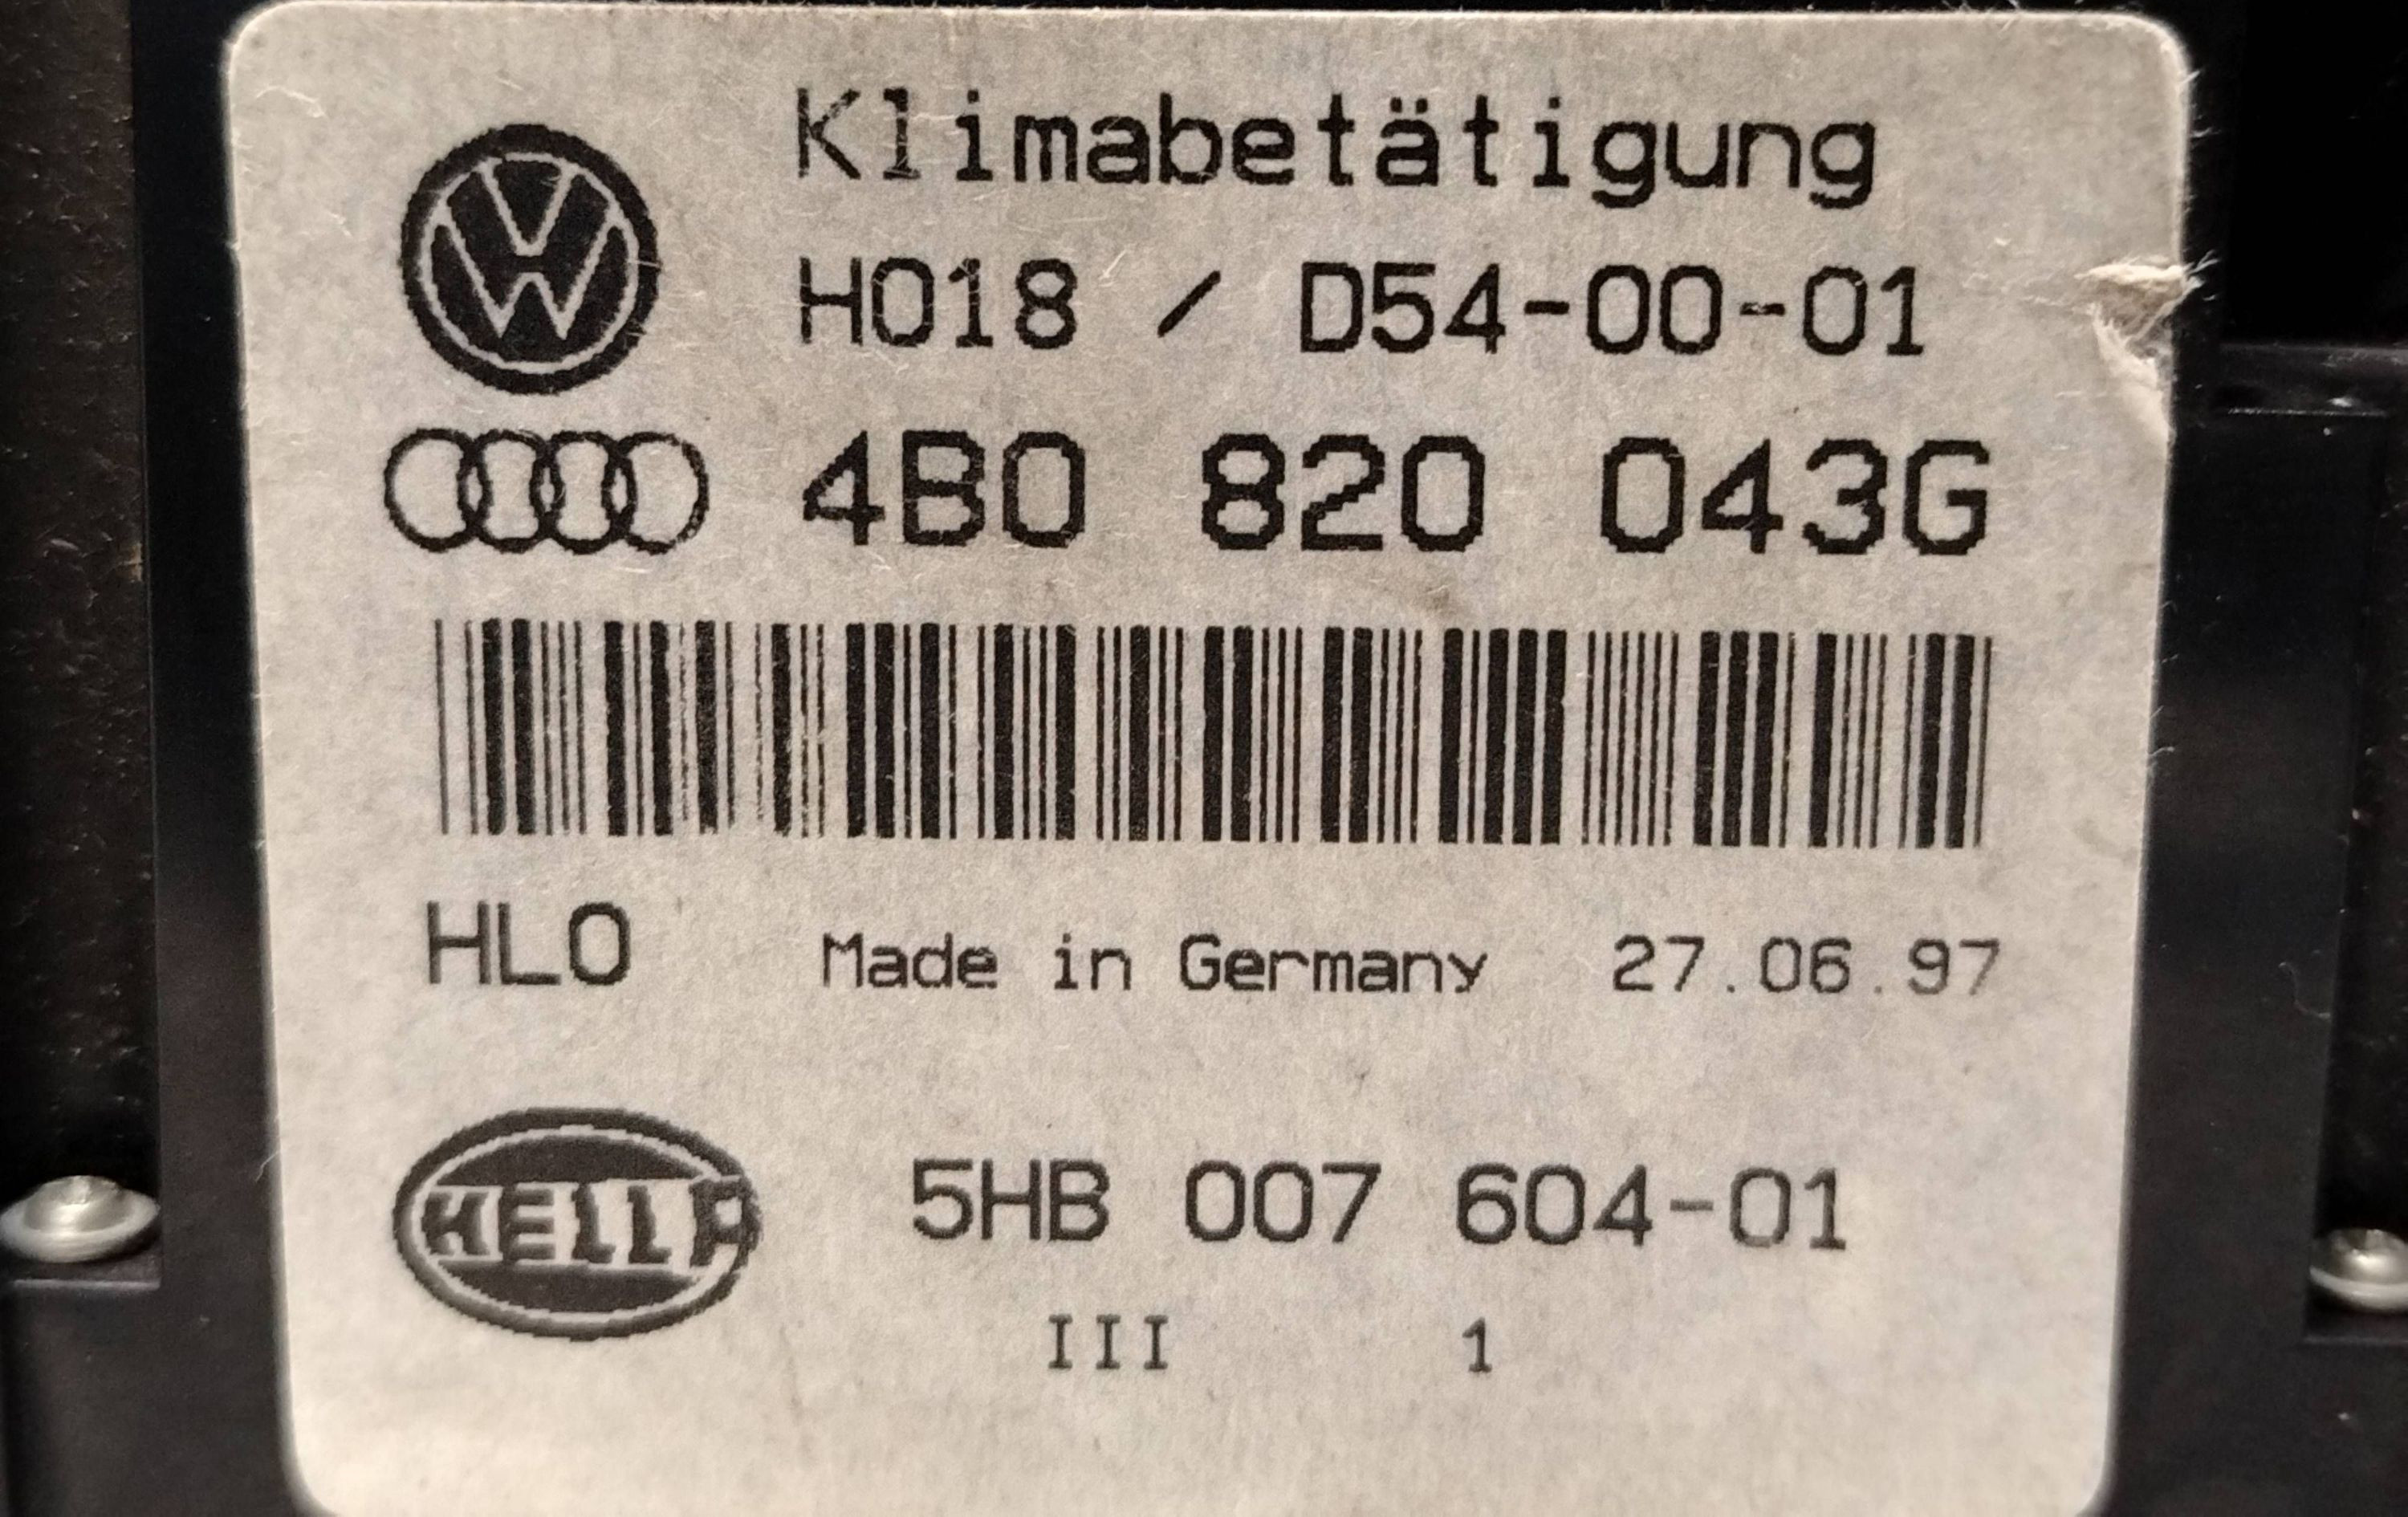 Klimabetätigung
H018 / D54-00-01
4B0 820 043G
HLO Made in Germany 27.06.97
HELLA 5HB 007 604-01
III 1